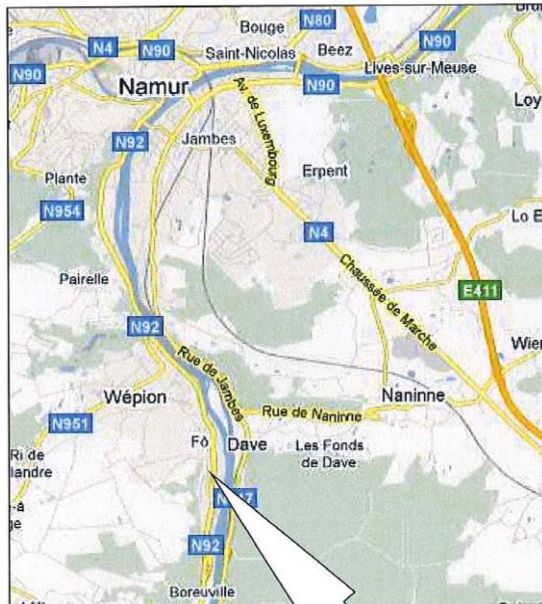 Bouge
N80
N4
N90
Saint-Nicolas
Beez
N90
N90
Namur
Lives-sur-Meuse
N90
Av. de Luxembourg
Loy
N92
Jambes
Erpent
Plante
N954
N4
Lo E
Pairelle
Chaussée de Marche
E411
N92
Rue de Jambes
Wier
Wépion
Naninne
N951
Rue de Naninne
Fô
Dave
Les Fonds
de Dave
Ri de
landre
N92
Boreuville